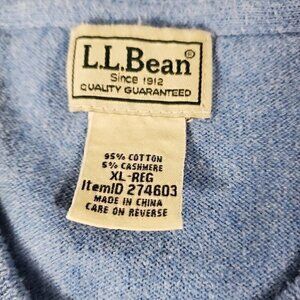 L.L.Bean®
Since 1912
QUALITY GUARANTEED
95% COTTON
5% CASHMERE
XL-REG
ItemID 274603
MADE IN CHINA
CARE ON REVERSE